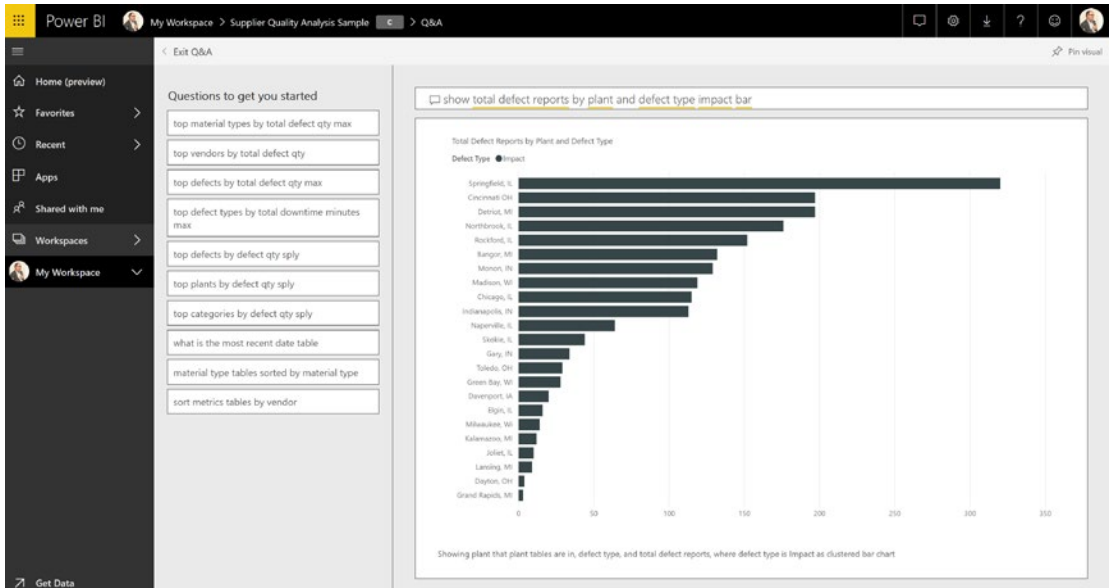 Power BI
My Workspace > Supplier Quality Analysis Sample C > Q&A
?
< Exit Q&A
Pin visual
Home (preview)
Favorites >
Recent >
Apps
Shared with me
Workspaces >
My Workspace
Get Data
Questions to get you started
top material types by total defect qty max
top vendors by total defect qty
top defects by total defect qty max
top defect types by total downtime minutes
max
top defects by defect qty sply
top plants by defect qty sply
top categories by defect qty sply
what is the most recent date table
material type tables sorted by material type
sort metrics tables by vendor
show total defect reports by plant and defect type impact bar
Total Defect Reports by Plant and Defect Type
Defect Type Impact
Springfield, IL
Cincinnati OH
Detriot, MI
Northbrook, IL
Rockford, IL
Bangor, MI
Monon, IN
Madison, WI
Chicago, IL
Indianapolis, IN
Naperville, IL
Skokie, IL
Gary, IN
Toledo, OH
Green Bay, WI
Davenport, IA
Elgin, IL
Milwaukee, WI
Kalamazoo, MI
Joliet, IL
Lansing, MI
Dayton, OH
Grand Rapids, MI
0 50 100 150 200 250 300 350
Showing plant that plant tables are in, defect type, and total defect reports, where defect type is Impact as clustered bar chart